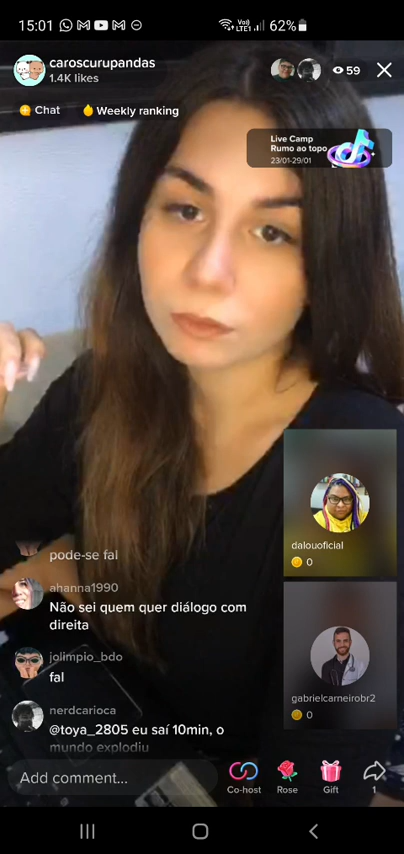 15:01
Vo))
LTE1
62%
caroscurupandas
1.4K likes
59
Chat
Weekly ranking
Live Camp
Rumo ao topo
23/01-29/01
dalouoficial
0
gabrielcarneirobr2
0
pode-se fal
ahanna1990
Não sei quem quer diálogo com
direita
jolimpio_bdo
fal
nerdcarioca
@toya_2805 eu saí 10min, o
mundo explodiu
Add comment...
Co-host
Rose
Gift
1